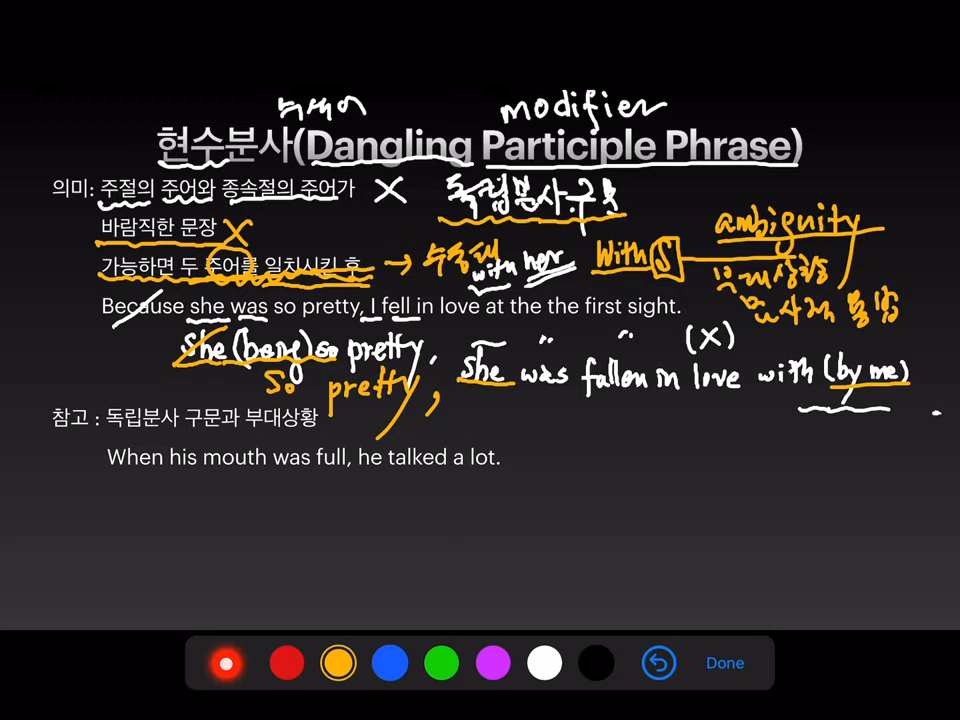 수식어 modifier
현수분사(Dangling Participle Phrase)
의미: 주절의 주어와 종속절의 주어가 X 독립분사구문
바람직한 문장 X ambiguity
가능하면 두 주어를 일치시킨 후 → 수동태 with her With S
Because she was so pretty, I fell in love at the the first sight.
She (being) so pretty, she was fallen in love with (by me) (X)
so pretty,
참고 : 독립분사 구문과 부대상황
When his mouth was full, he talked a lot.
Done